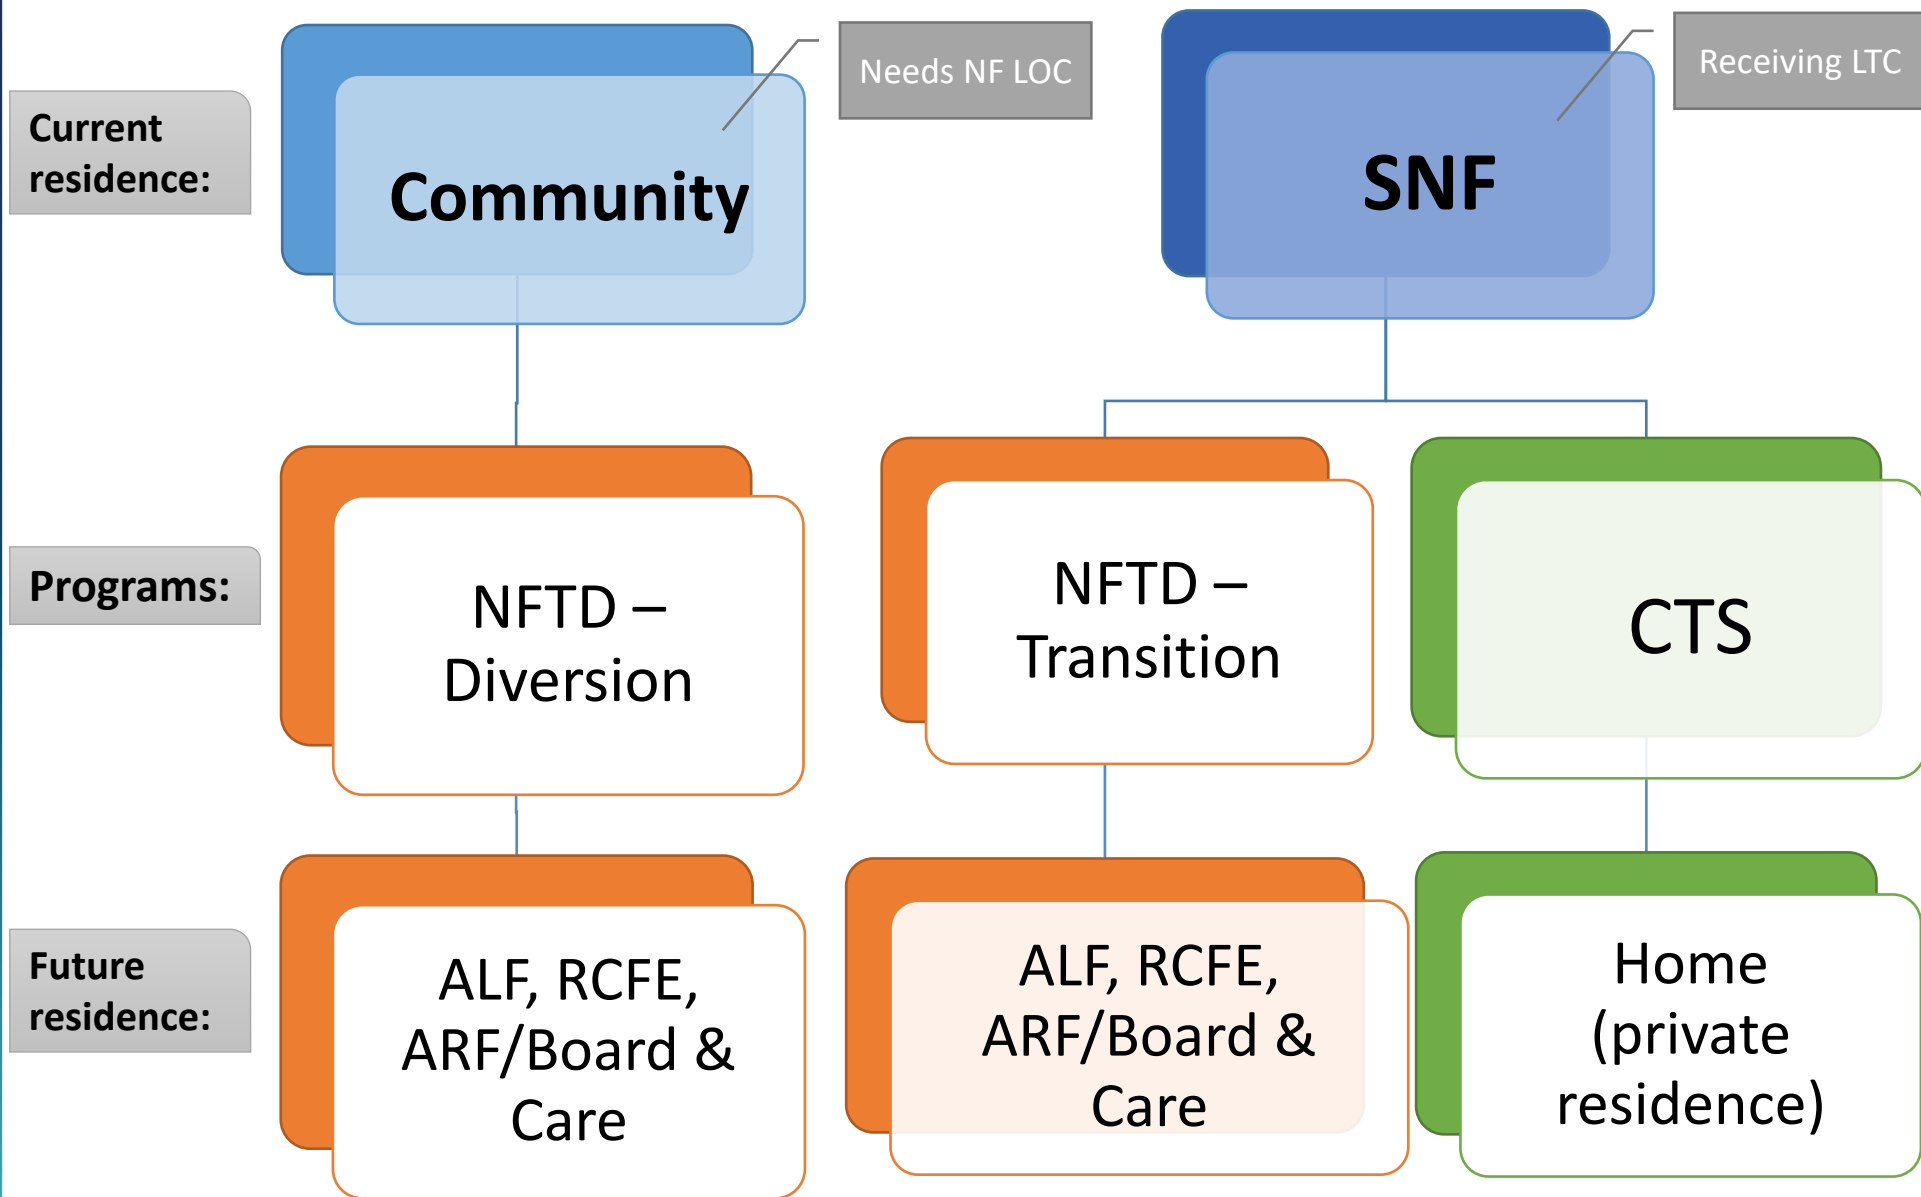 Current
residence:
Community
Needs NF LOC
SNF
Receiving LTC
Programs:
NFTD –
Diversion
NFTD –
Transition
CTS
Future
residence:
ALF, RCFE,
ARF/Board &
Care
ALF, RCFE,
ARF/Board &
Care
Home
(private
residence)